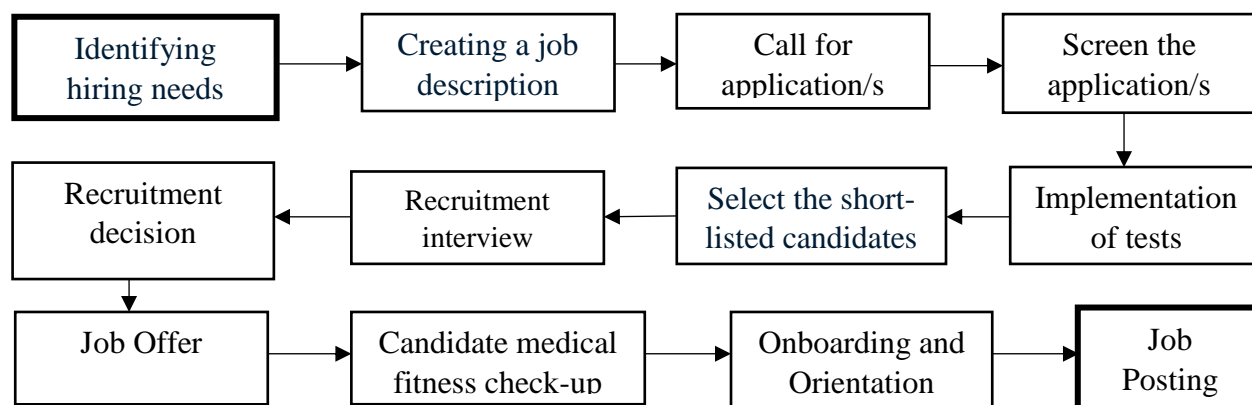 Identifying
hiring needs
Creating a job
description
Call for
application/s
Screen the
application/s
Implementation
of tests
Select the short-
listed candidates
Recruitment
interview
Recruitment
decision
Job Offer
Candidate medical
fitness check-up
Onboarding and
Orientation
Job
Posting